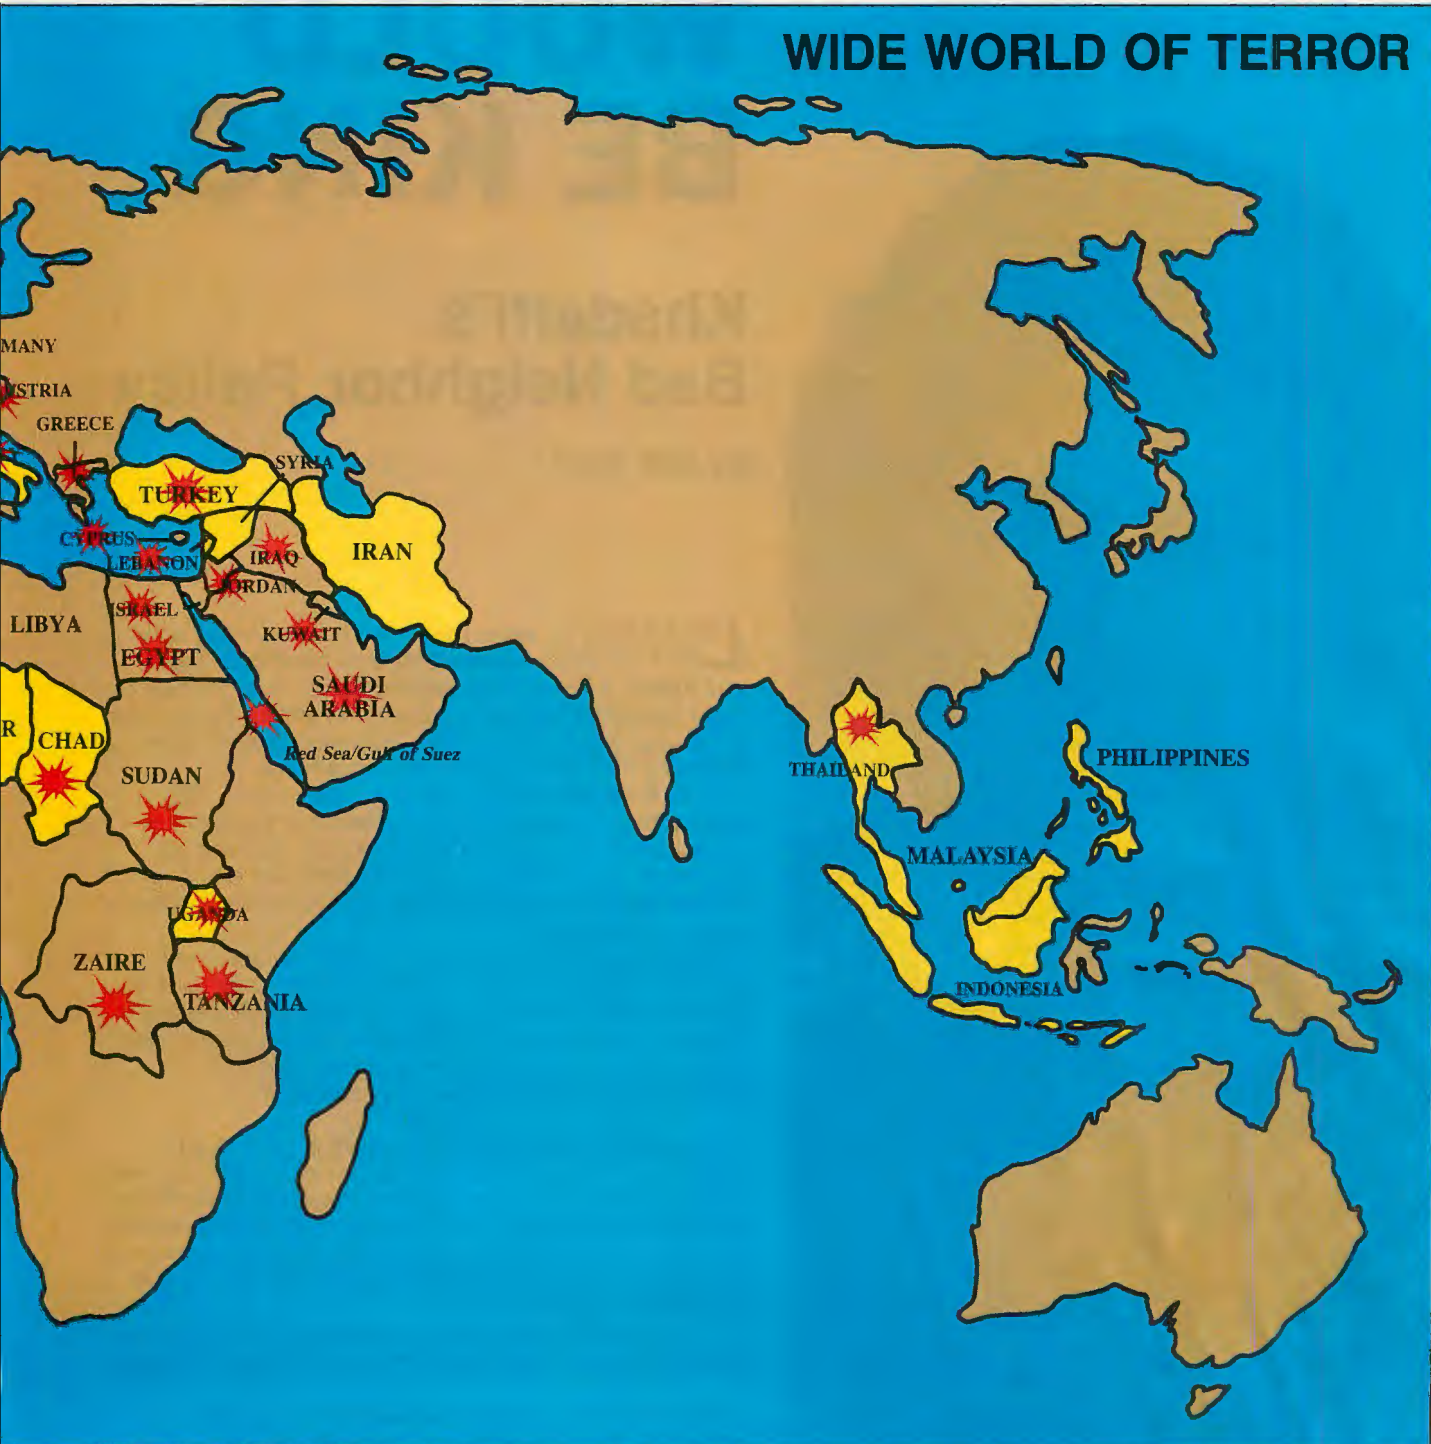 WIDE WORLD OF TERROR
MANY
USTRIA
GREECE
SYRIA
TURKEY
CYPRUS
LEBANON
IRAQ
IRAN
JORDAN
ISRAEL
LIBYA
KUWAIT
EGYPT
SAUDI
ARABIA
R
CHAD
Red Sea/Gulf of Suez
SUDAN
THAILAND
PHILIPPINES
MALAYSIA
UGANDA
ZAIRE
INDONESIA
TANZANIA